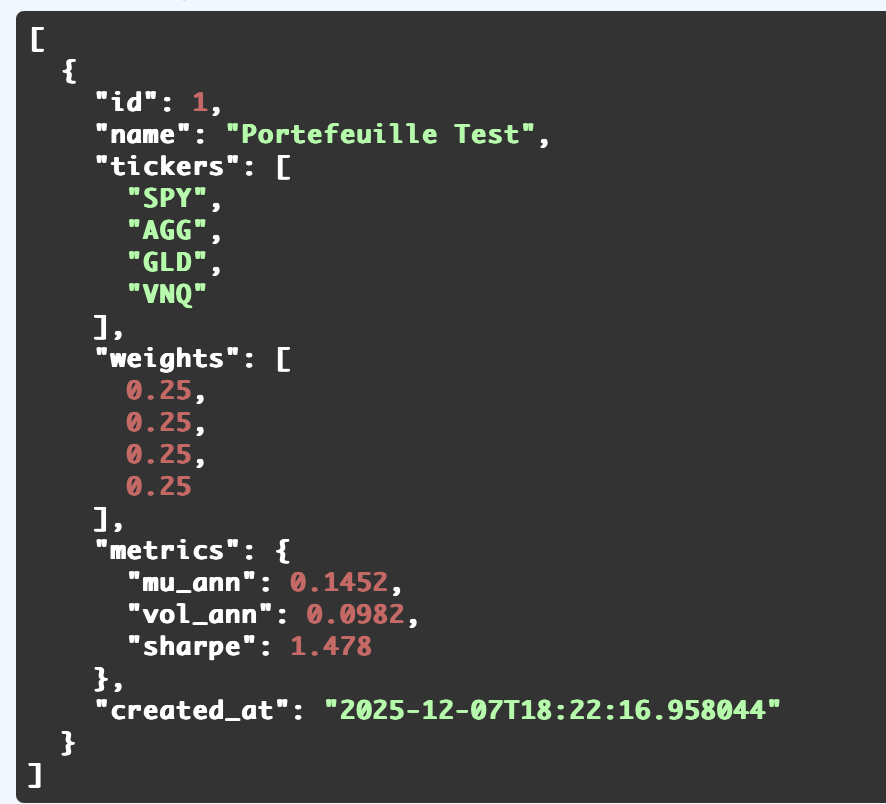 [
  {
    "id": 1,
    "name": "Portefeuille Test",
    "tickers": [
      "SPY",
      "AGG",
      "GLD",
      "VNQ"
    ],
    "weights": [
      0.25,
      0.25,
      0.25,
      0.25
    ],
    "metrics": {
      "mu_ann": 0.1452,
      "vol_ann": 0.0982,
      "sharpe": 1.478
    },
    "created_at": "2025-12-07T18:22:16.958044"
  }
]